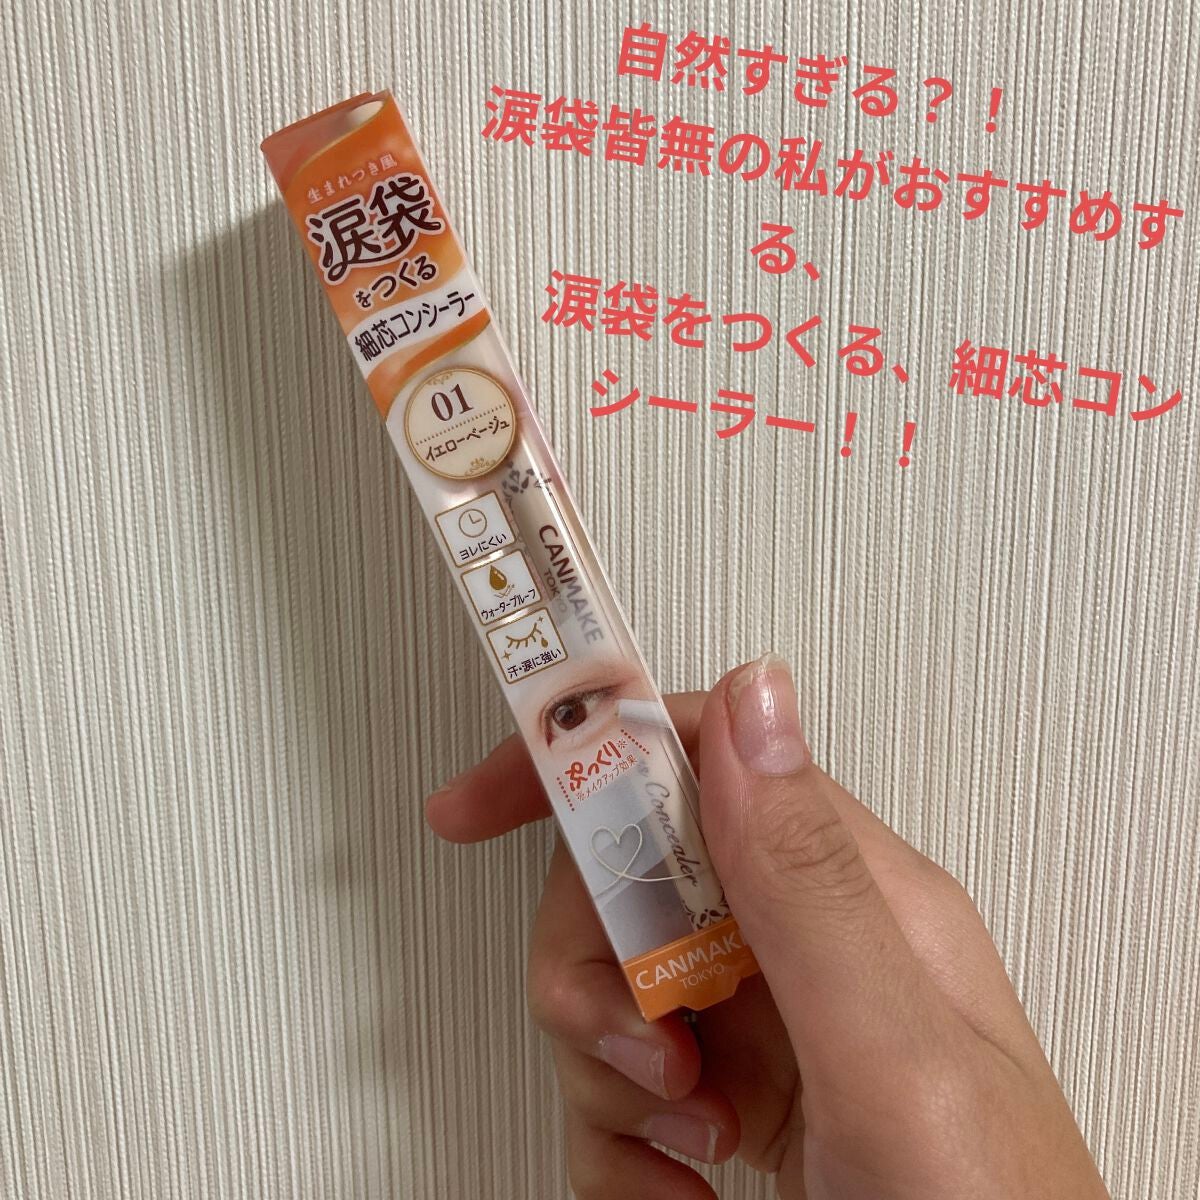 自然すぎる？！
涙袋皆無の私がおすすめす
る、
涙袋をつくる、細芯コン
シーラー！！
生まれつき風
涙袋
をつくる
細芯コンシーラー
01
イエローベージュ
ヨレにくい
ウォータープルーフ
汗・涙に強い
CANMAKE
TOKYO
ぷっくり※
※メイクアップ効果
Concealer
CANMAKE
TOKYO